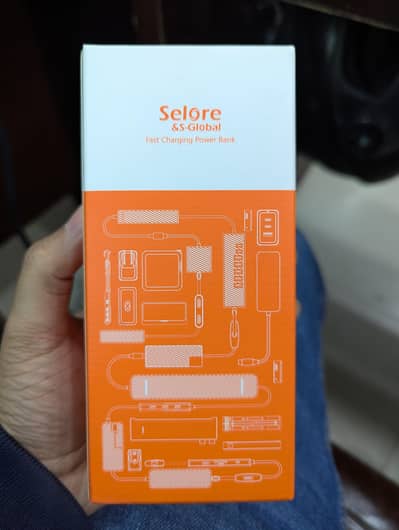 Selore
&S-Global
Fast Charging Power Bank